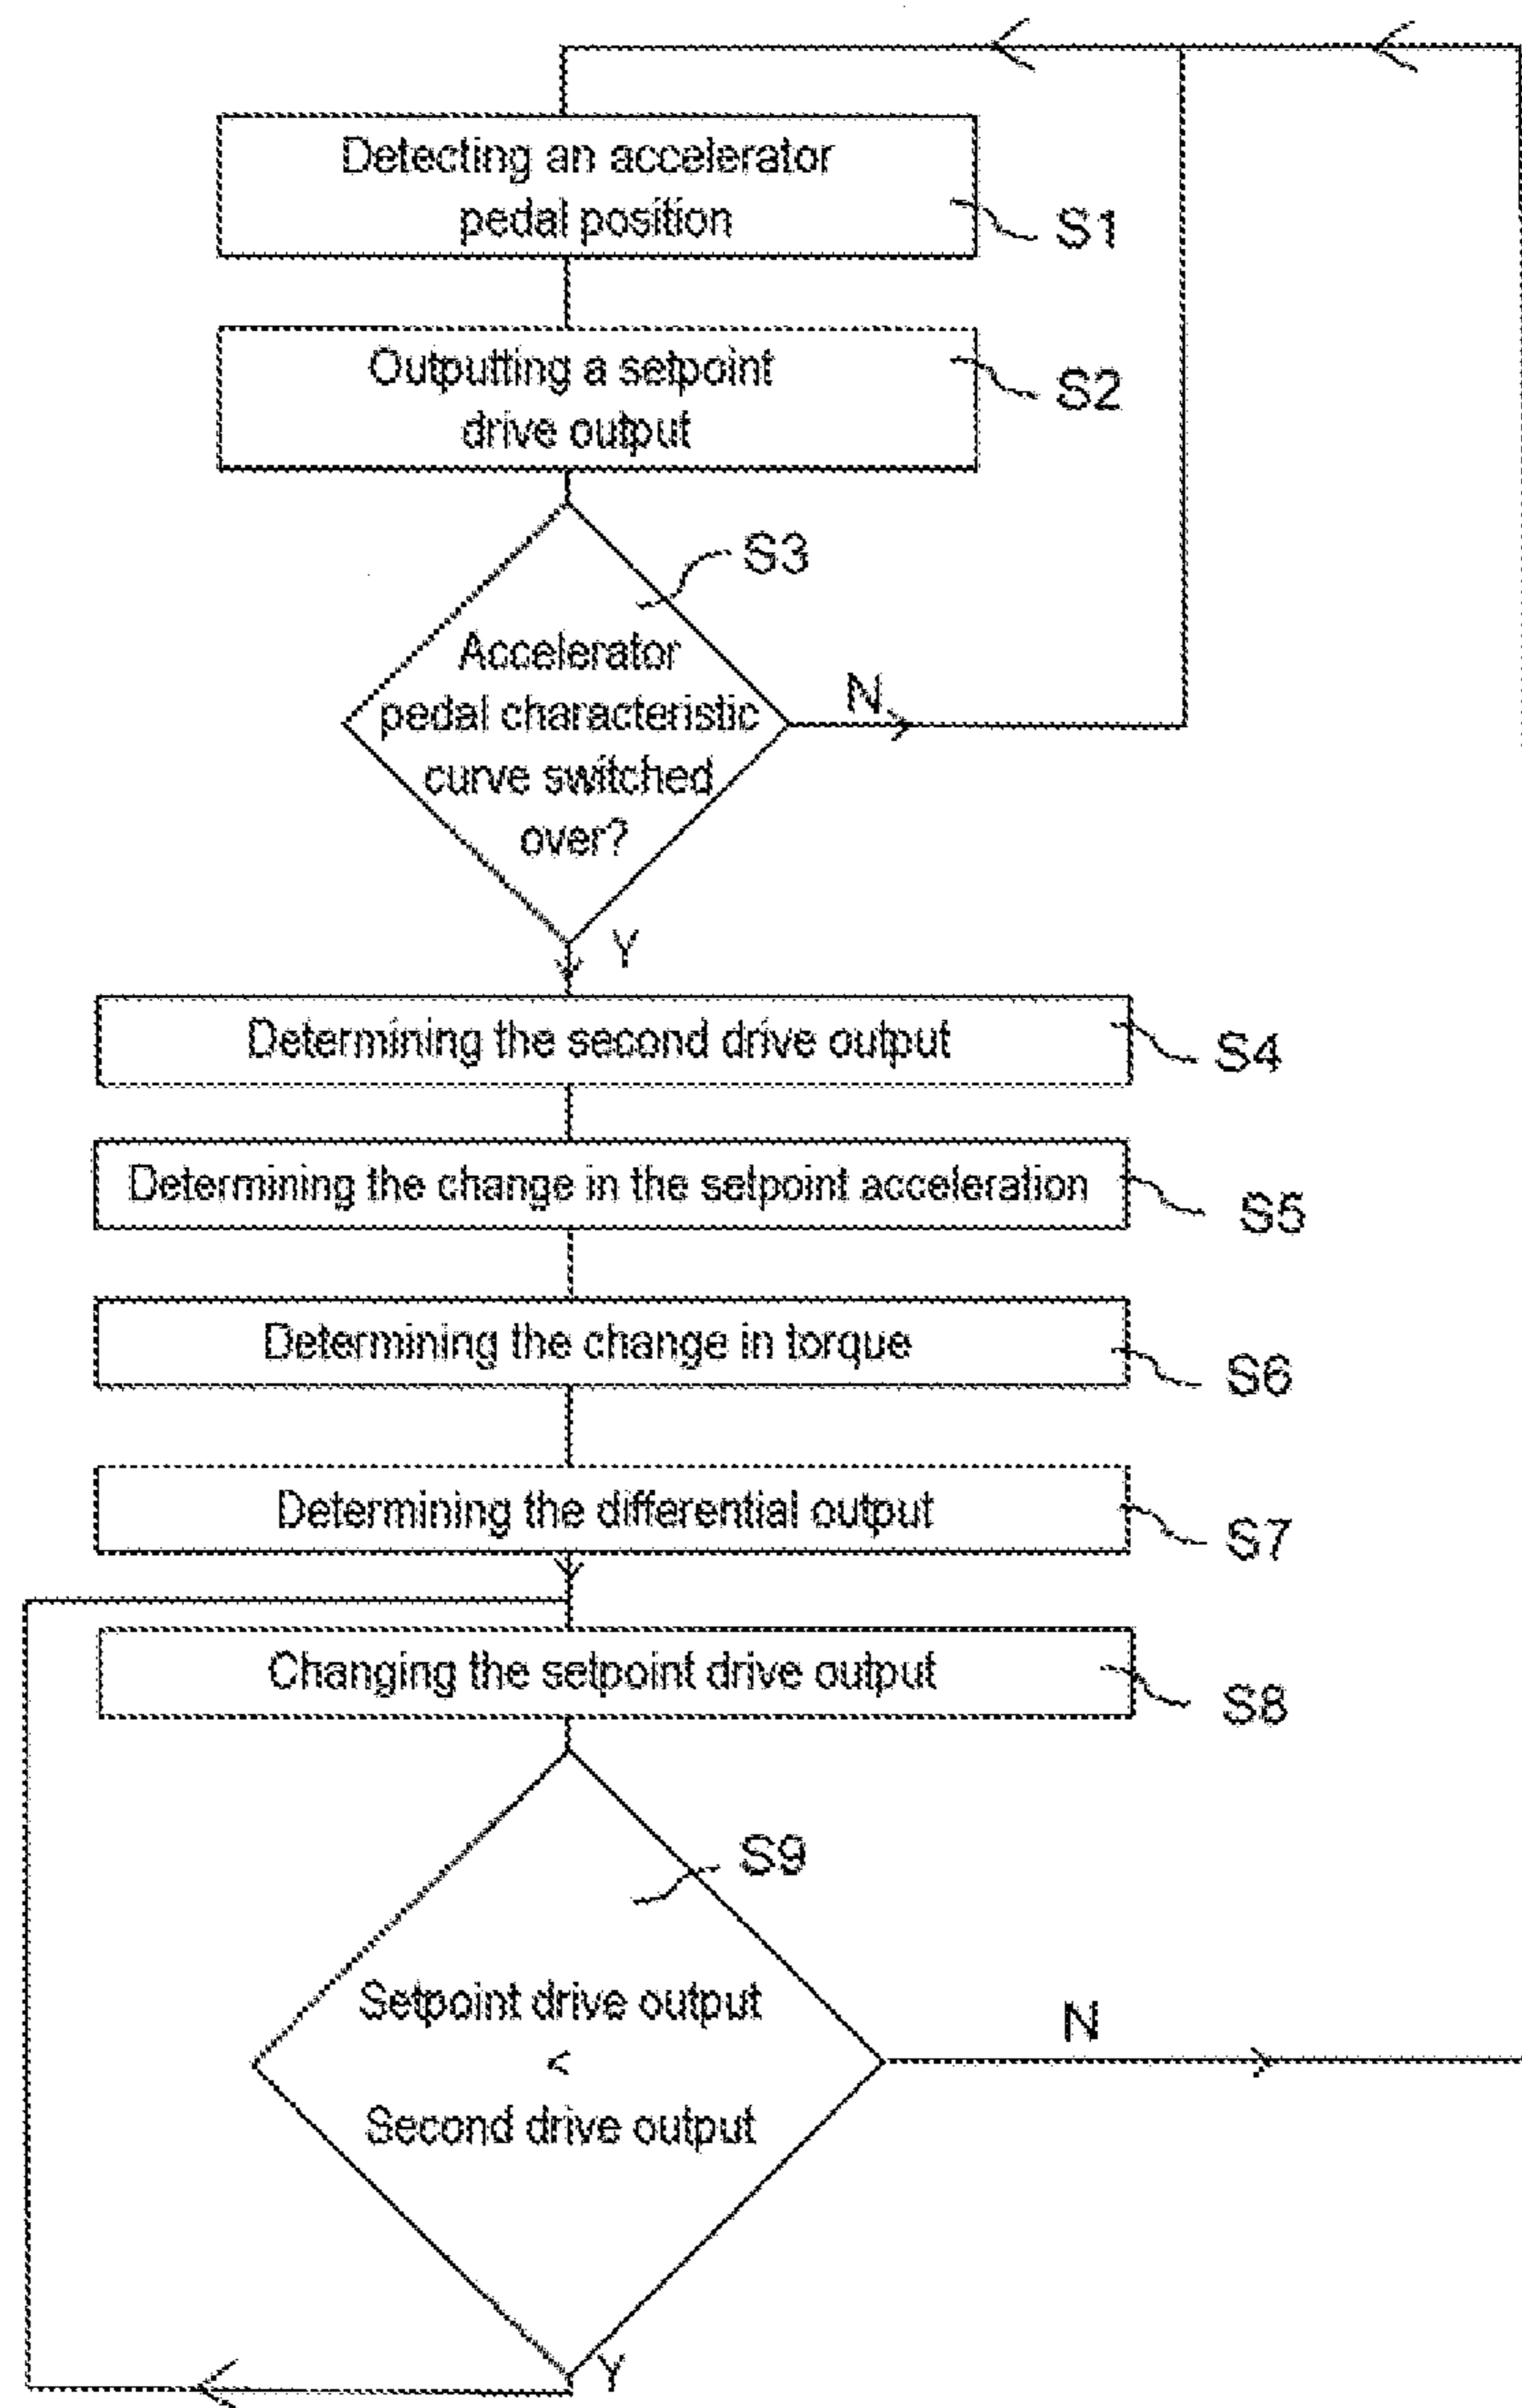 Detecting an accelerator
pedal position
S1
Outputting a setpoint
drive output
S2
S3
Accelerator
pedal characteristic
curve switched
over?
N
Y
Determining the second drive output
S4
Determining the change in the setpoint acceleration
S5
Determining the change in torque
S6
Determining the differential output
S7
Changing the setpoint drive output
S8
S9
Setpoint drive output
<
Second drive output
N
Y